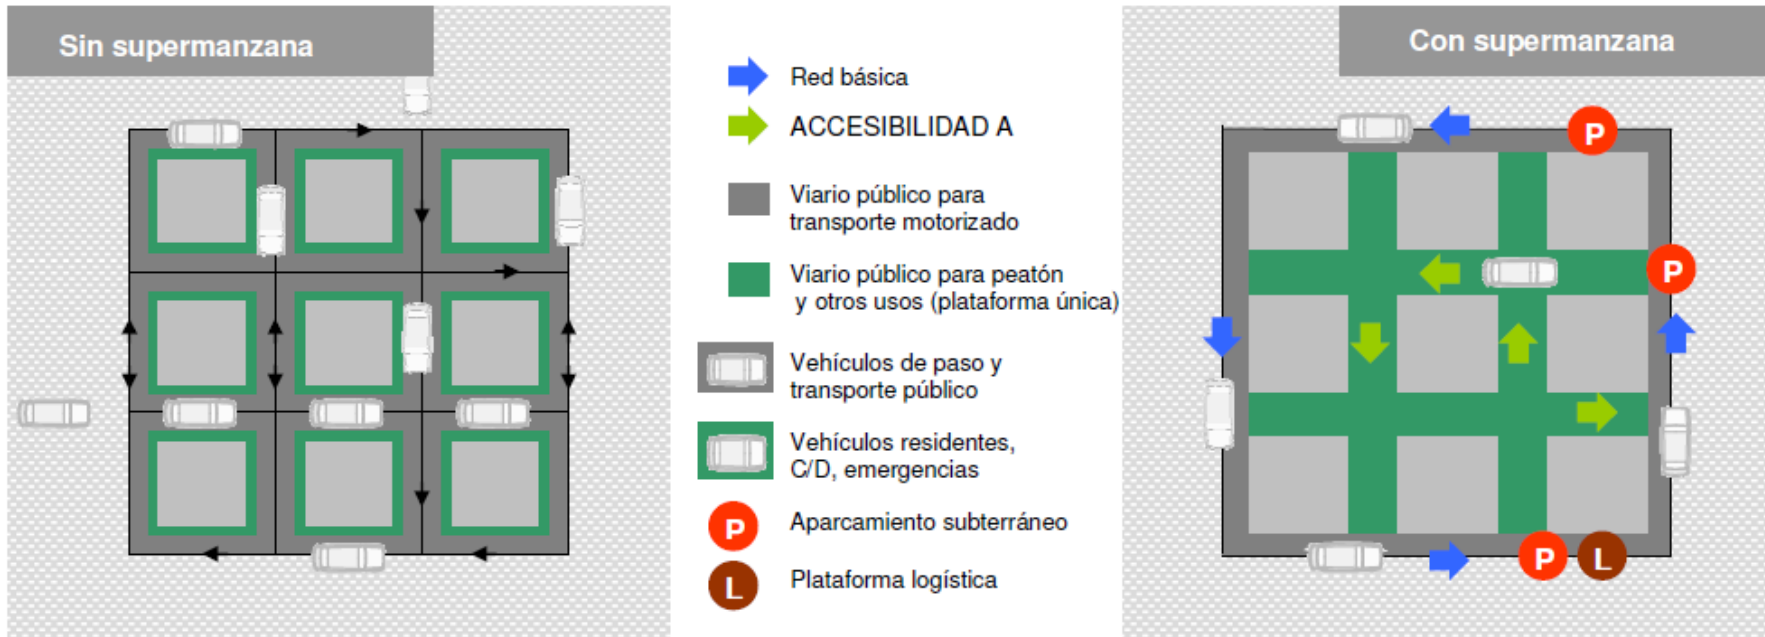 Sin supermanzana
Red básica
ACCESIBILIDAD A
Viario público para
transporte motorizado
Viario público para peatón
y otros usos (plataforma única)
Vehículos de paso y
transporte público
Vehículos residentes,
C/D, emergencias
P Aparcamiento subterráneo
L Plataforma logística
Con supermanzana
P
P
P L